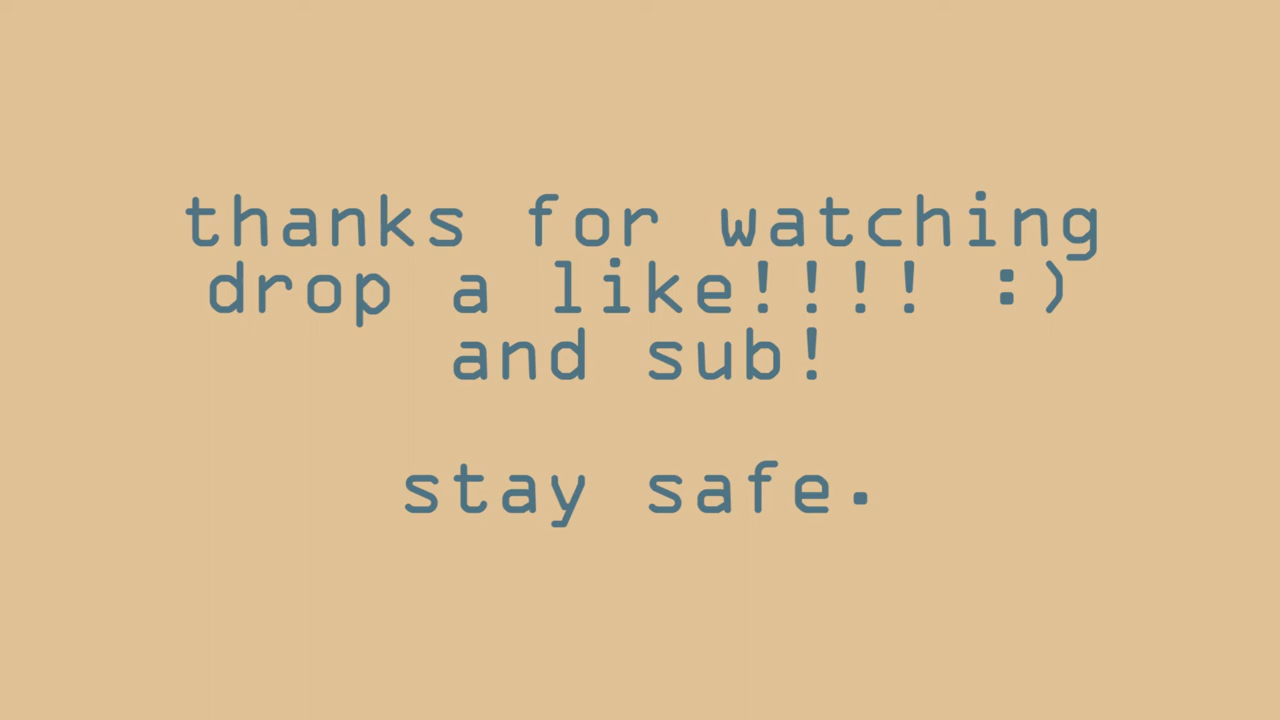 thanks for watching
drop a like!!!! :)
and sub!
stay safe.